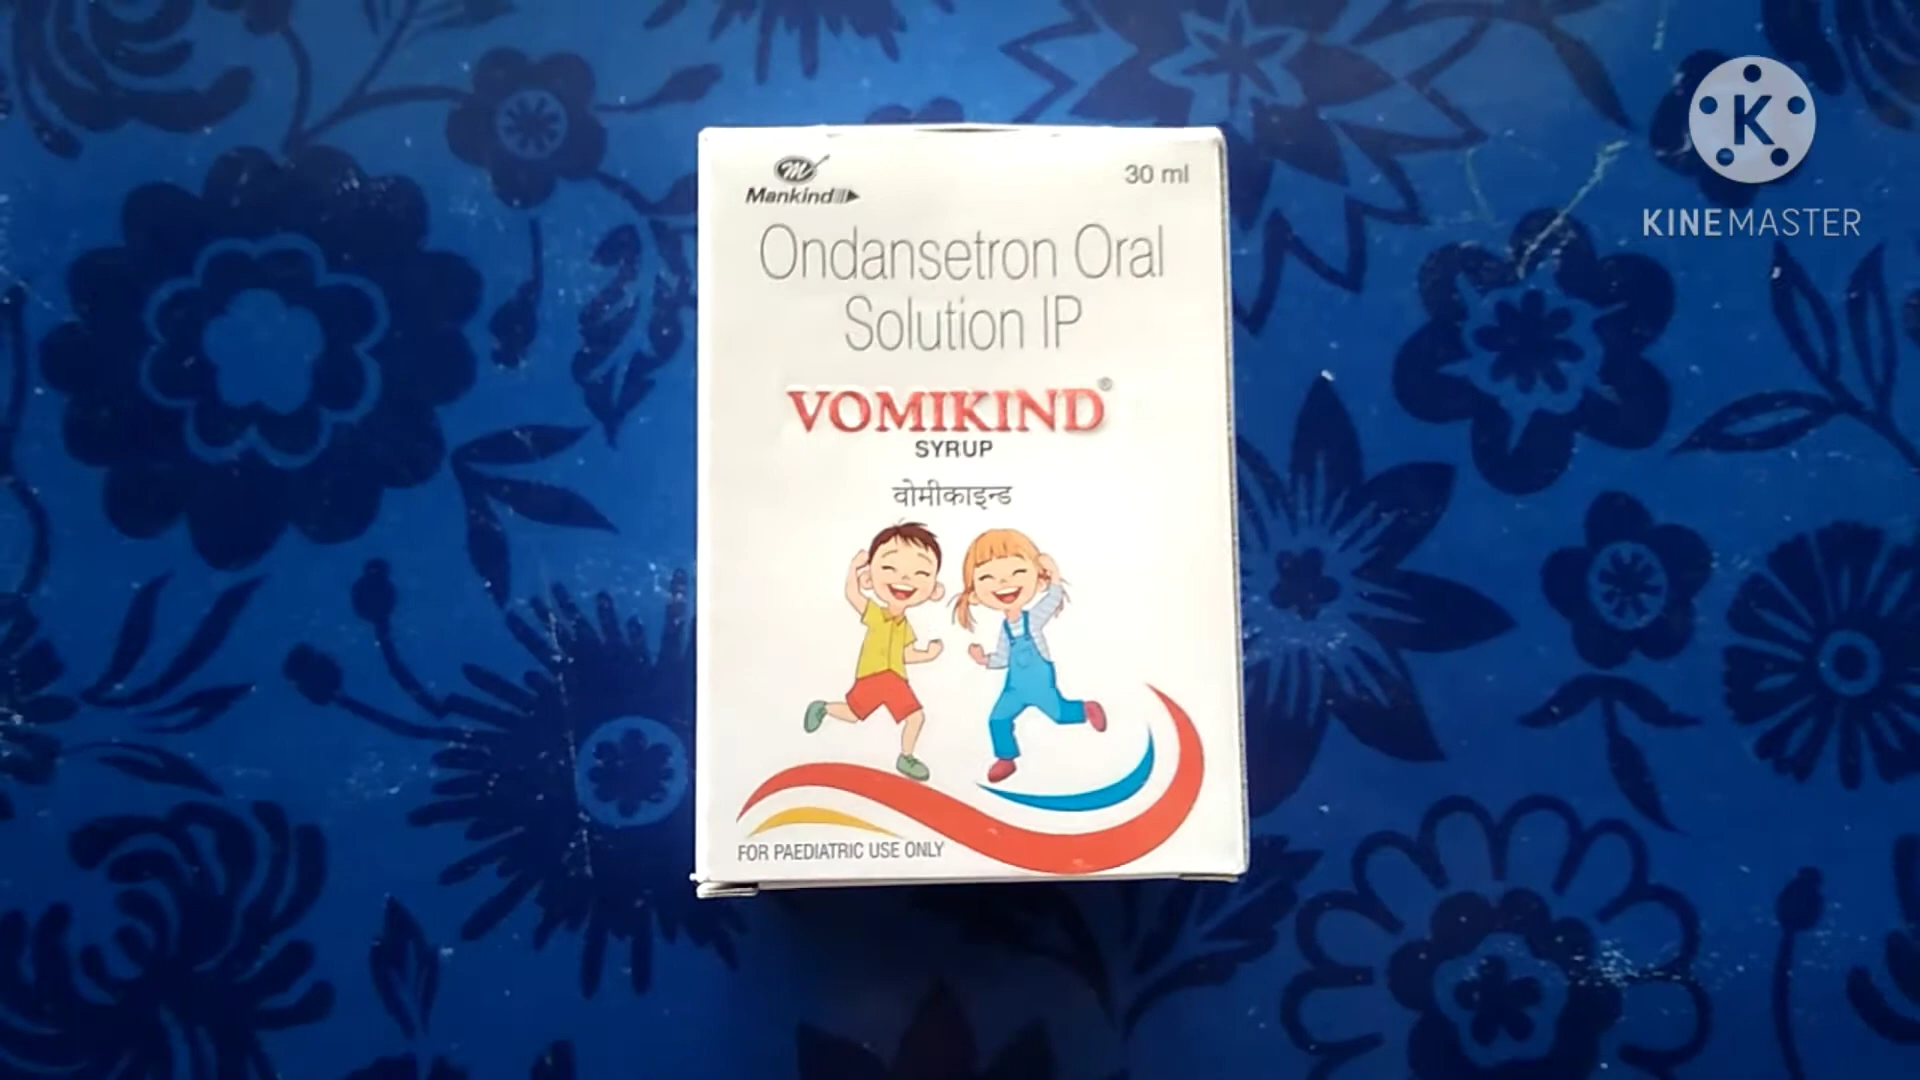 Mankind
30 ml
Ondansetron Oral
Solution IP
VOMIKIND®
SYRUP
वोमीकाइन्ड
FOR PAEDIATRIC USE ONLY
K
KINEMASTER